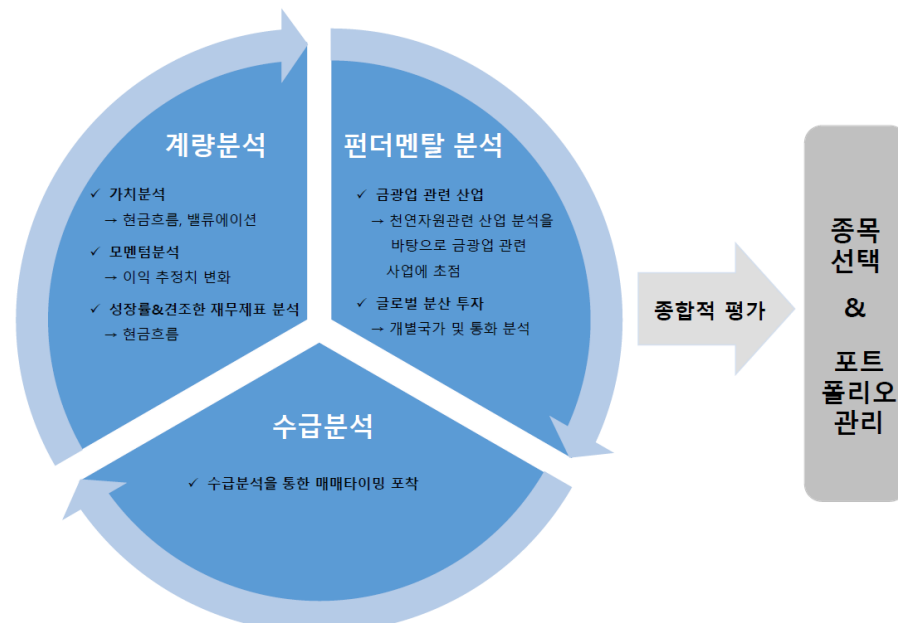 계량분석
✓ 가치분석
→ 현금흐름, 밸류에이션
✓ 모멘텀분석
→ 이익 추정치 변화
✓ 성장률&견조한 재무제표 분석
→ 현금흐름
펀더멘탈 분석
✓ 금광업 관련 산업
→ 천연자원관련 산업 분석을
바탕으로 금광업 관련
사업에 초점
✓ 글로벌 분산 투자
→ 개별국가 및 통화 분석
수급분석
✓ 수급분석을 통한 매매타이밍 포착
종합적 평가
종목
선택
&
포트
폴리오
관리